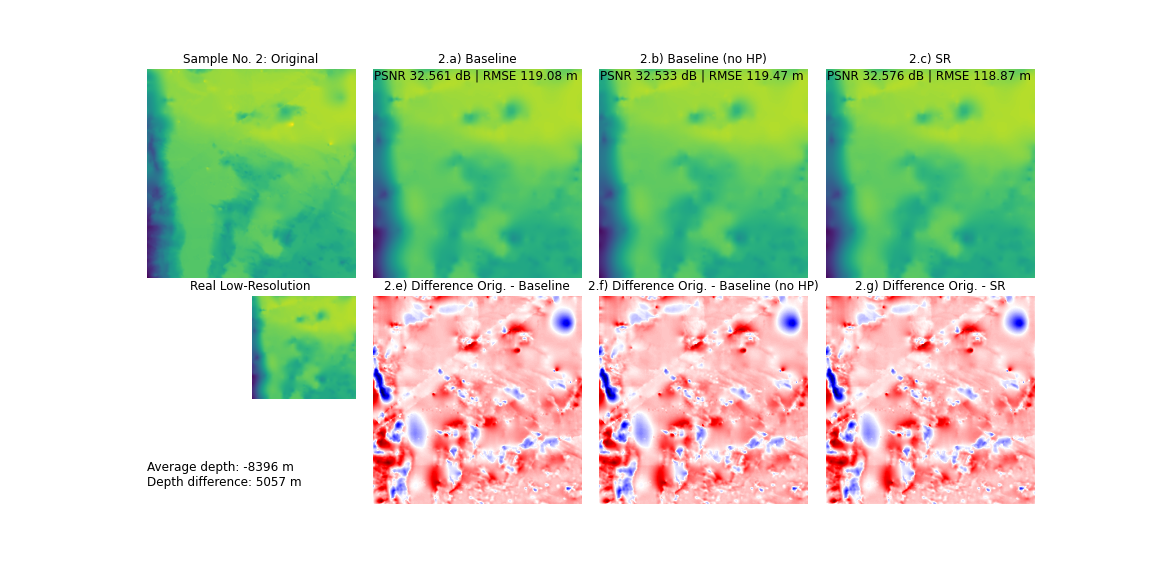 Sample No. 2: Original
2.a) Baseline
2.b) Baseline (no HP)
2.c) SR
PSNR 32.561 dB | RMSE 119.08 m
PSNR 32.533 dB | RMSE 119.47 m
PSNR 32.576 dB | RMSE 118.87 m
Real Low-Resolution
2.e) Difference Orig. - Baseline
2.f) Difference Orig. - Baseline (no HP)
2.g) Difference Orig. - SR
Average depth: -8396 m
Depth difference: 5057 m